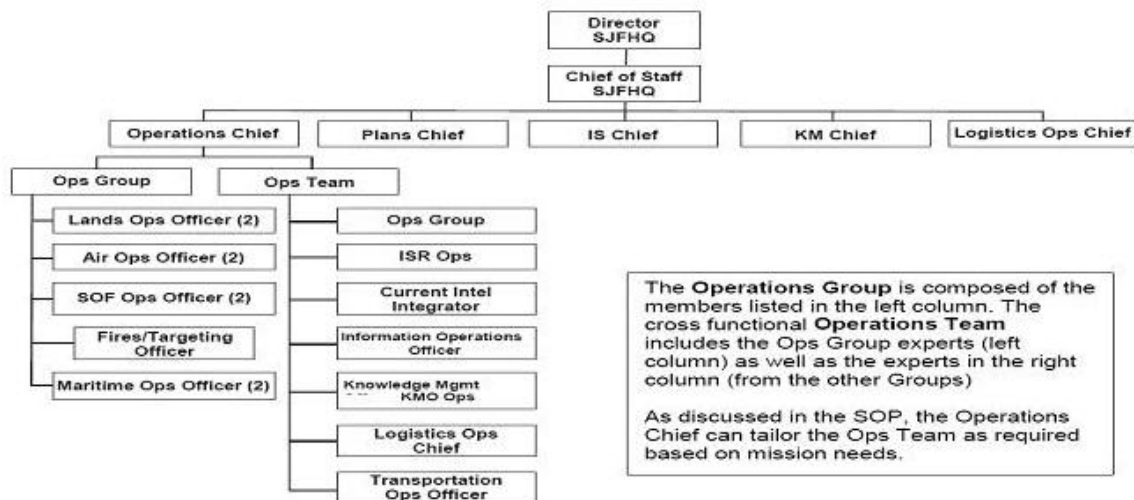 Director
SJFHQ
Chief of Staff
SJFHQ
Operations Chief
Plans Chief
IS Chief
KM Chief
Logistics Ops Chief
Ops Group
Ops Team
Lands Ops Officer (2)
Air Ops Officer (2)
SOF Ops Officer (2)
Fires/Targeting
Officer
Maritime Ops Officer (2)
Ops Group
ISR Ops
Current Intel
Integrator
Information Operations
Officer
Knowledge Mgmt
KMO Ops
Logistics Ops
Chief
Transportation
Ops Officer
The Operations Group is composed of the
members listed in the left column. The
cross functional Operations Team
includes the Ops Group experts (left
column) as well as the experts in the right
column (from the other Groups)
As discussed in the SOP, the Operations
Chief can tailor the Ops Team as required
based on mission needs.